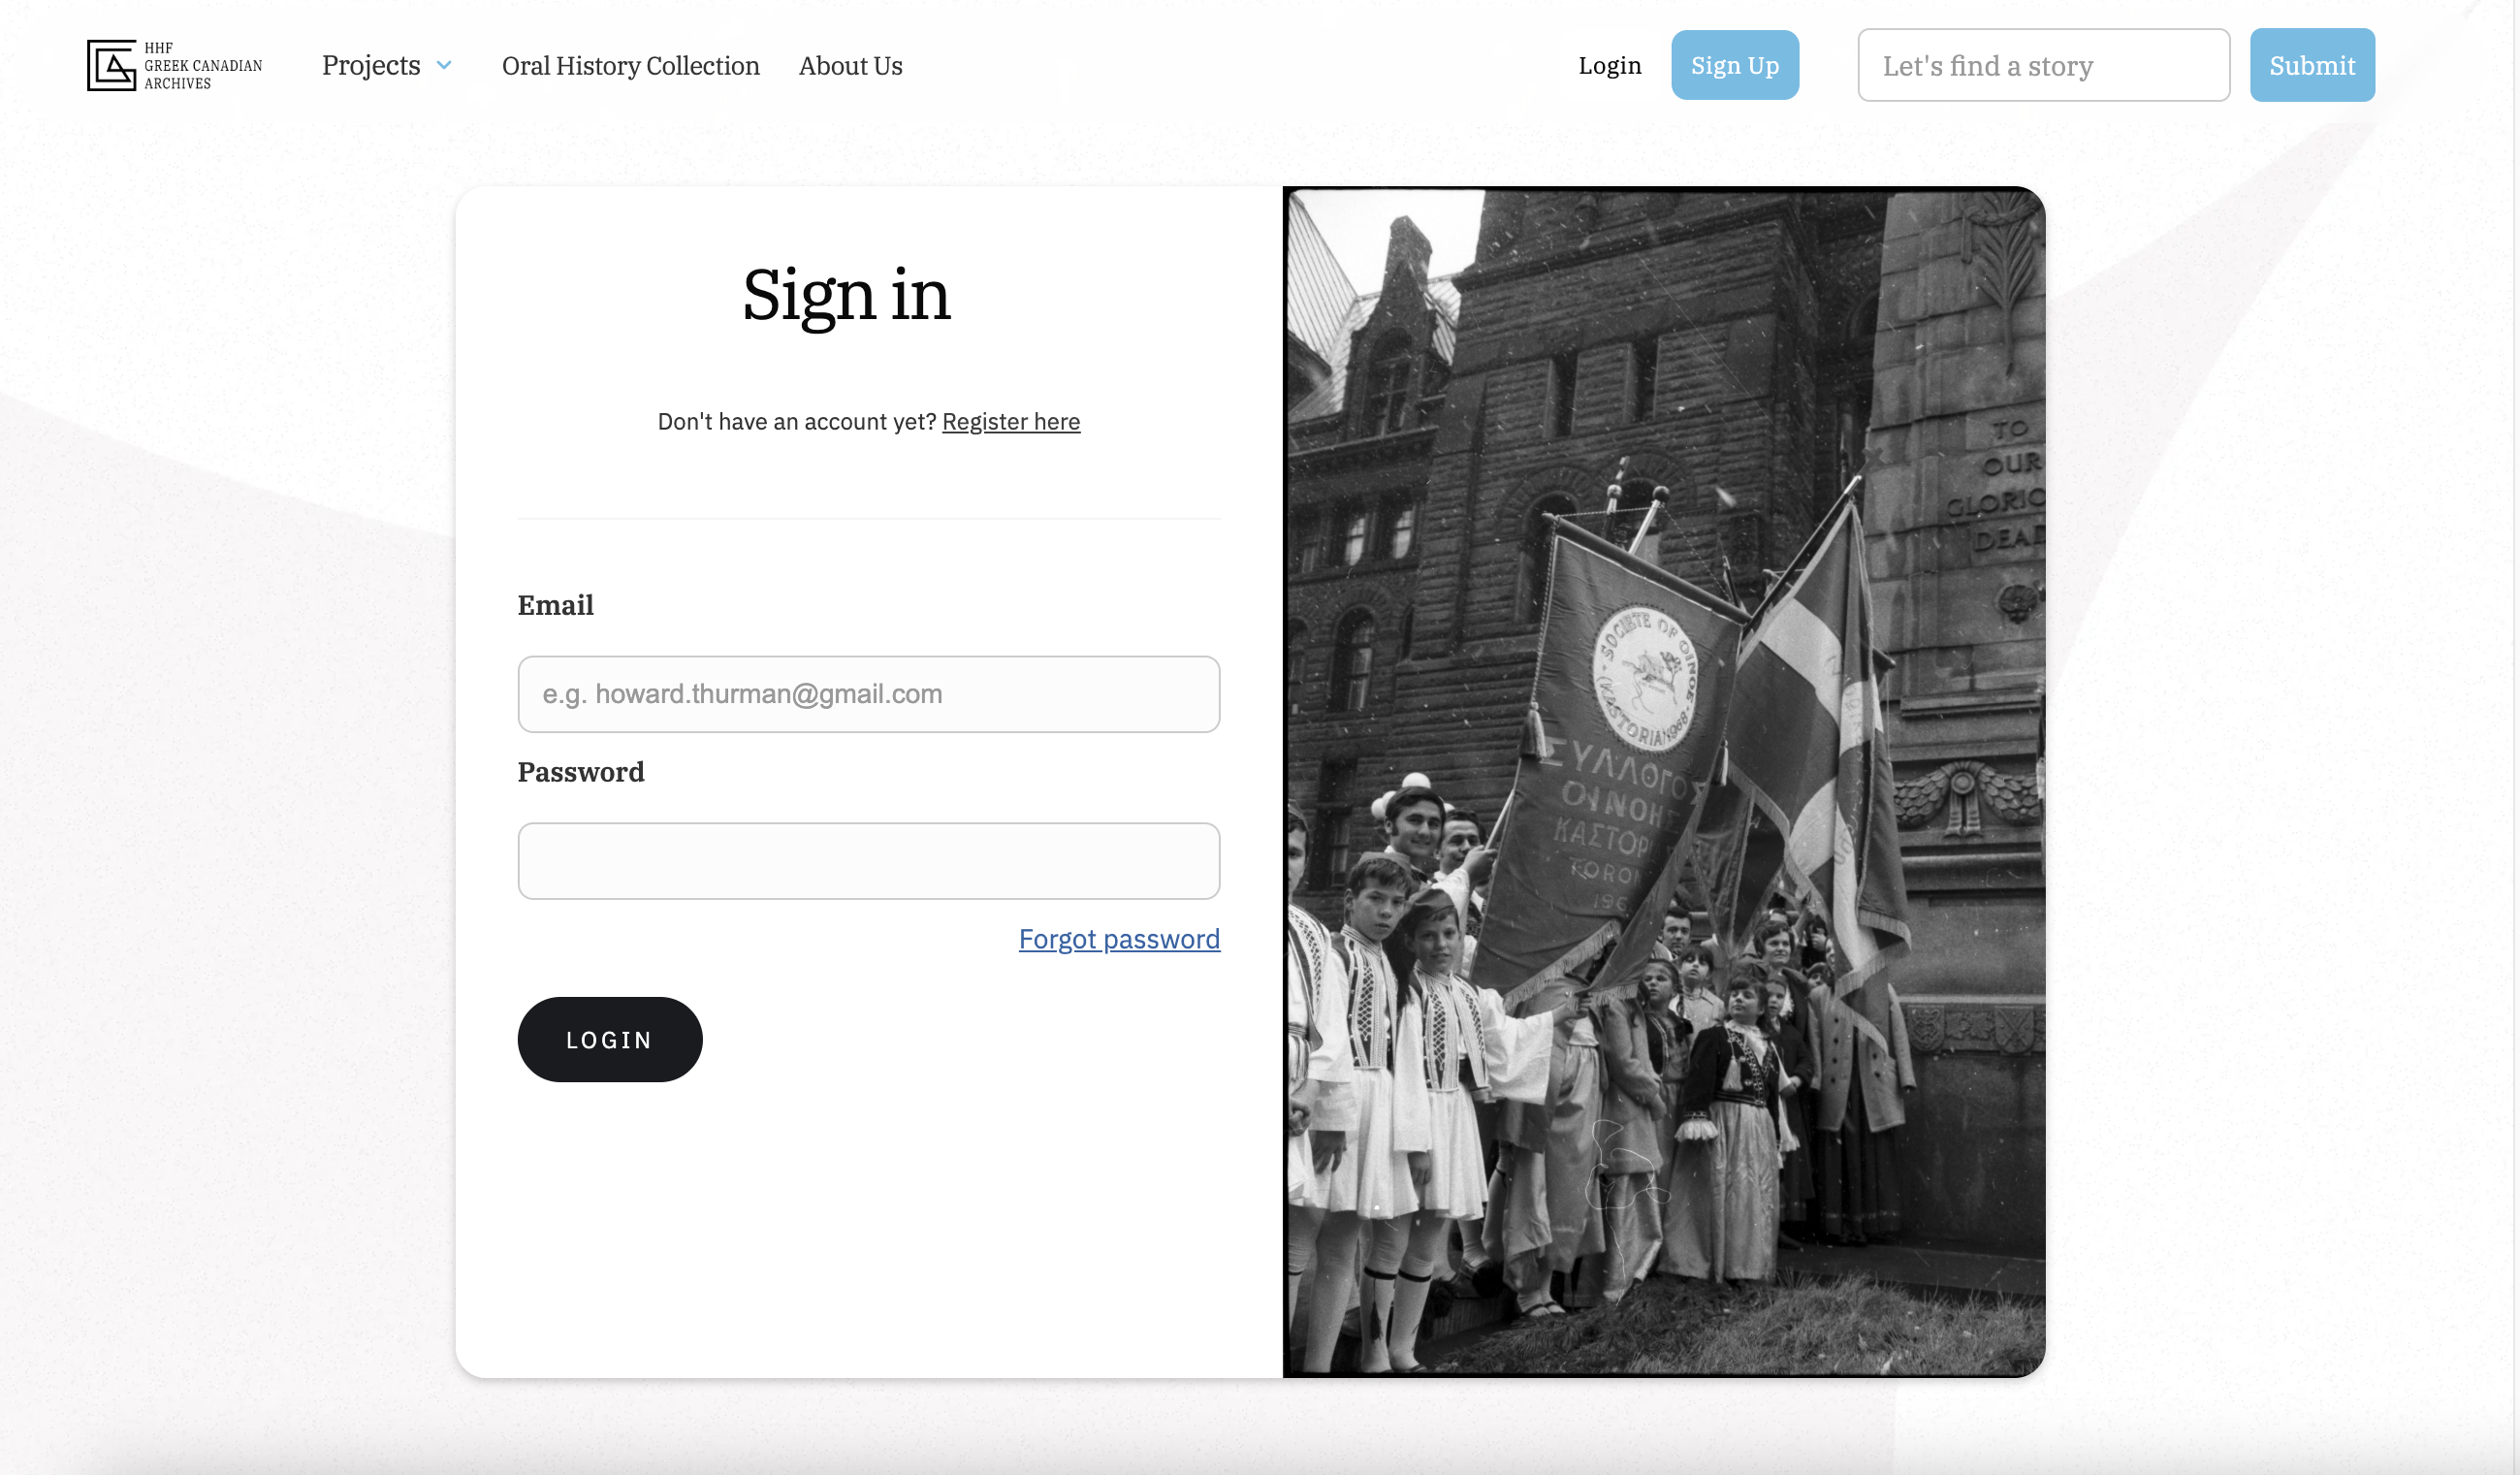 HHF
GREEK CANADIAN
ARCHIVES
Projects
Oral History Collection
About Us
Login
Sign Up
Let's find a story
Submit
Sign in
Don't have an account yet? Register here
Email
e.g. howard.thurman@gmail.com
Password
Forgot password
LOGIN
TO
OUR
GLORIO
DEAD
SOCIETE OF OINOE
KASTORIA 1968
ΣΥΛΛΟΓΟΣ
ΟΙΝΟΗΣ
ΚΑΣΤΟΡ
TORON
196